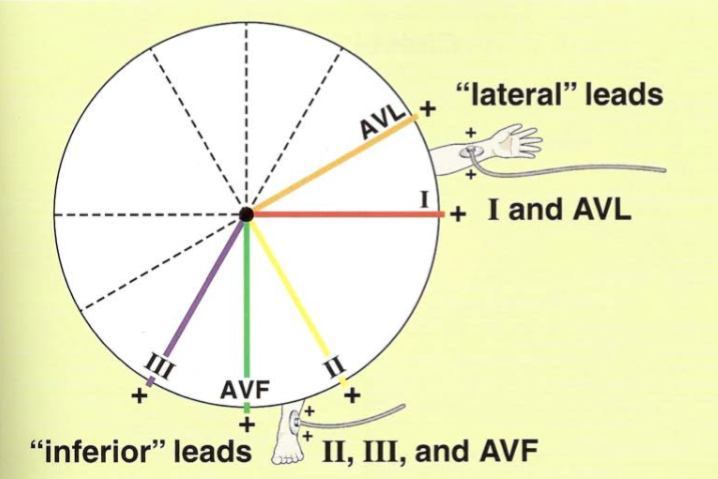 “lateral” leads
AVL +
+
+
I + I and AVL
III
II
AVF
+
+
+
+
+
“inferior” leads II, III, and AVF